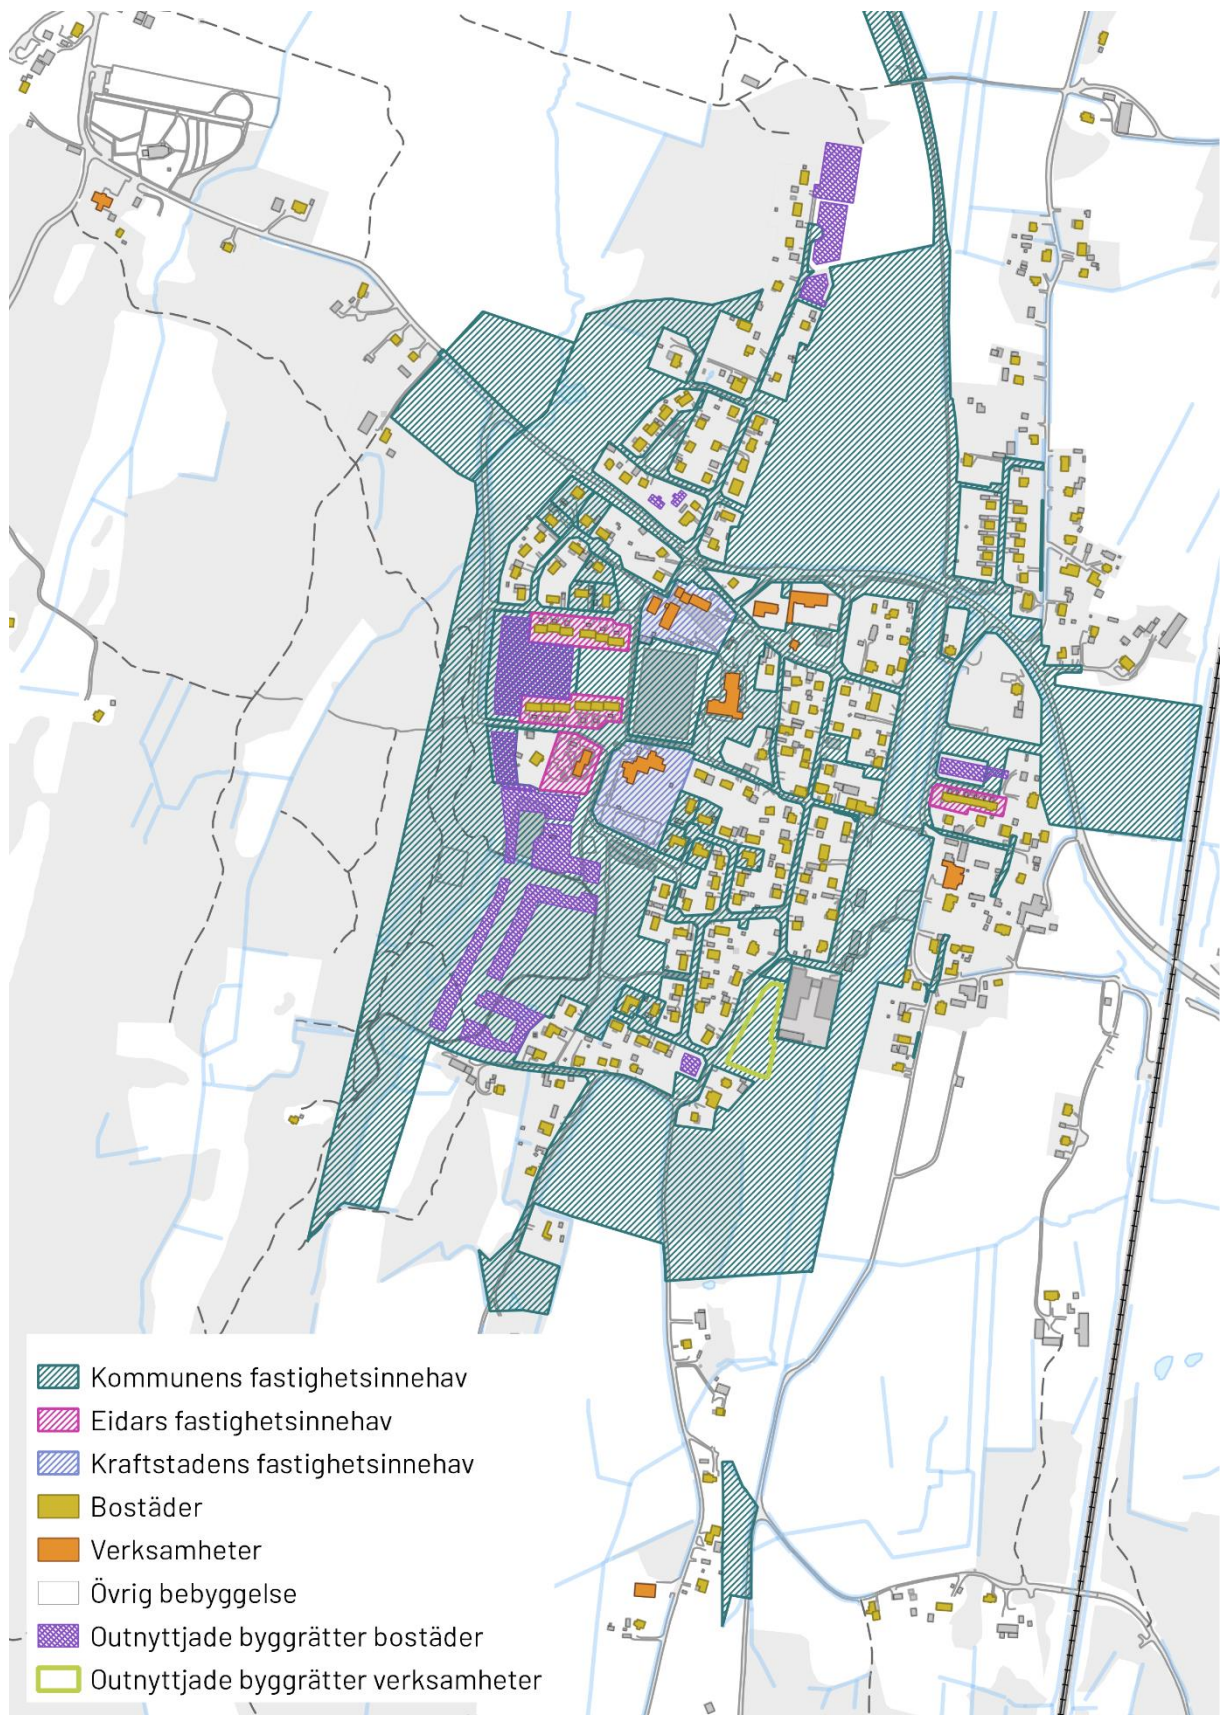 Kommunens fastighetsinnehav
Eidars fastighetsinnehav
Kraftstadens fastighetsinnehav
Bostäder
Verksamheter
Övrig bebyggelse
Outnyttjade byggrätter bostäder
Outnyttjade byggrätter verksamheter